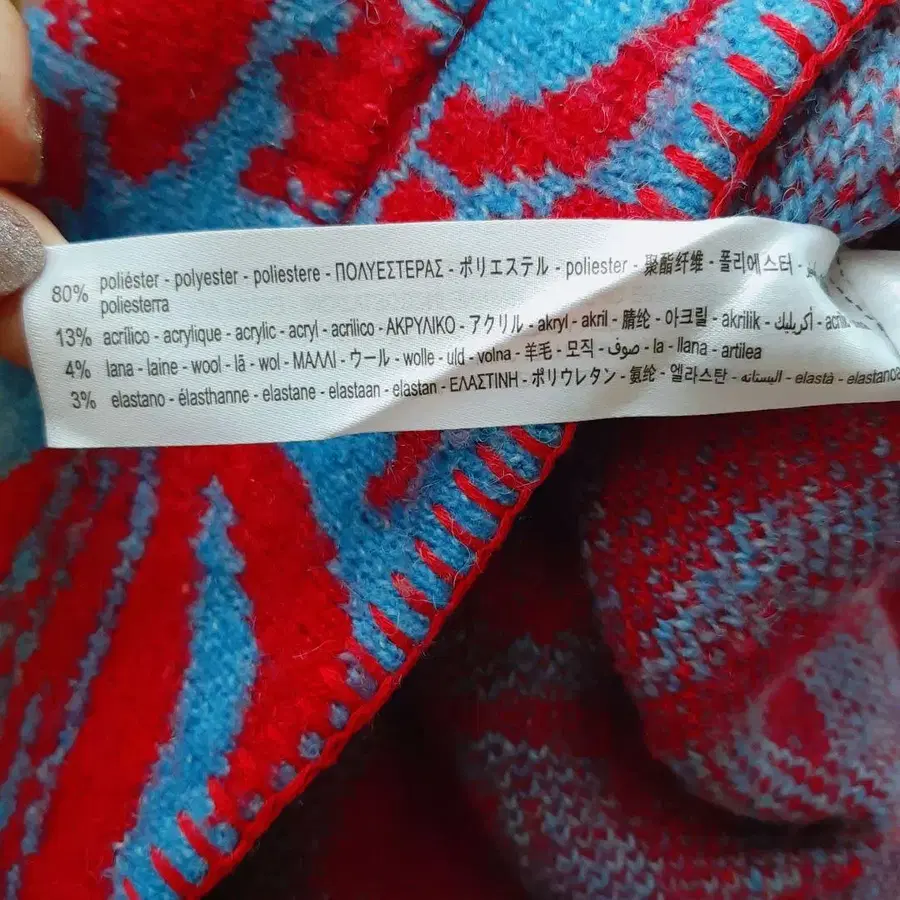 80% poliéster - polyester - poliestere - ΠΟΛΥΕΣΤΕΡΑΣ - ポリエステル - poliester - 聚酯纤维 - 폴리에스터 -
poliesterra
13% acrílico - acrylique - acrylic - acryl - acrilico - ΑΚΡΥΛΙΚΟ - アクリル - akryl - akril - 腈纶 - 아크릴 - akrilik - أكريليك -
4% lana - laine - wool - lã - wol - ΜΑΛΛΙ - ウール - wolle - uld - volna - 羊毛 - 모직 - صوف - la - llana - artilea
3% elastano - élasthanne - elastane - elastaan - elastan - ΕΛΑΣΤΙΝΗ - ポリウレタン - 氨纶 - 엘라스탄 - اليستانه - elastà - elastanoa